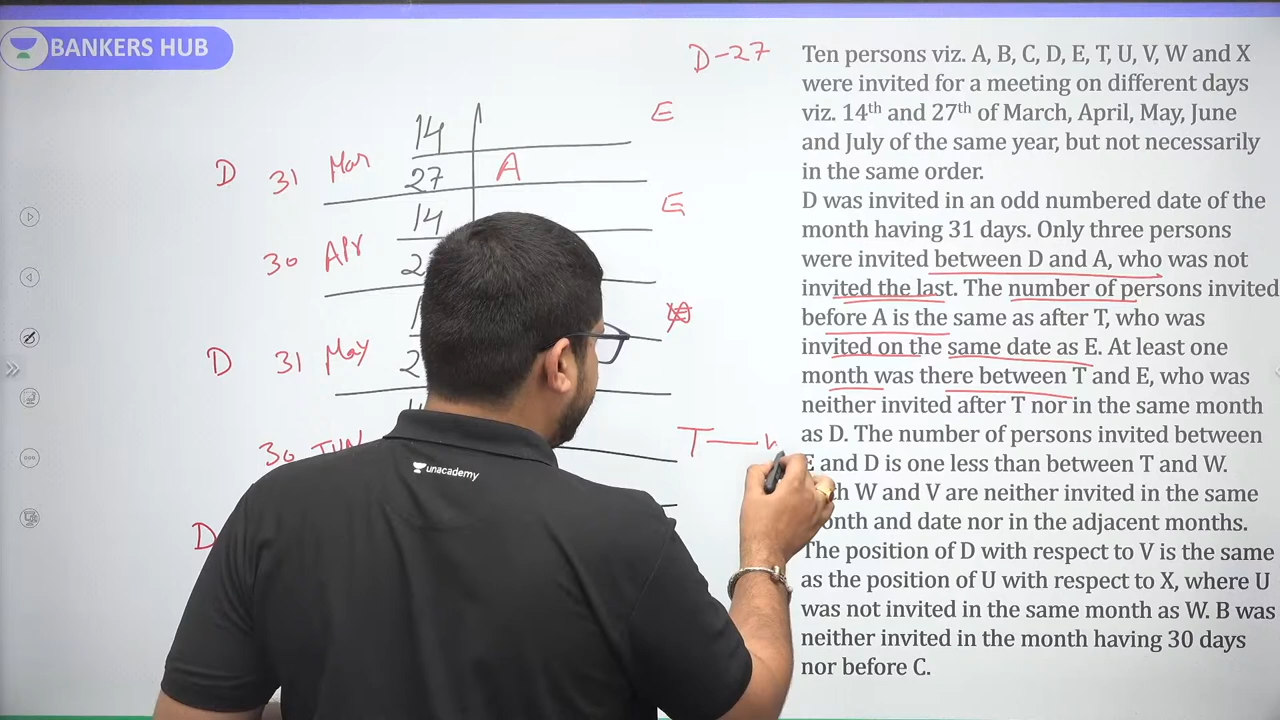 BANKERS HUB
D-27
14
E
D 31 Mar
27
A
14
E
30 Apr
D 31 May
30 JUN
T
D
unacademy
Ten persons viz. A, B, C, D, E, T, U, V, W and X
were invited for a meeting on different days
viz. 14th and 27th of March, April, May, June
and July of the same year, but not necessarily
in the same order.
D was invited in an odd numbered date of the
month having 31 days. Only three persons
were invited between D and A, who was not
invited the last. The number of persons invited
before A is the same as after T, who was
invited on the same date as E. At least one
month was there between T and E, who was
neither invited after T nor in the same month
as D. The number of persons invited between
E and D is one less than between T and W.
W and V are neither invited in the same
month and date nor in the adjacent months.
The position of D with respect to V is the same
as the position of U with respect to X, where U
was not invited in the same month as W. B was
neither invited in the month having 30 days
nor before C.